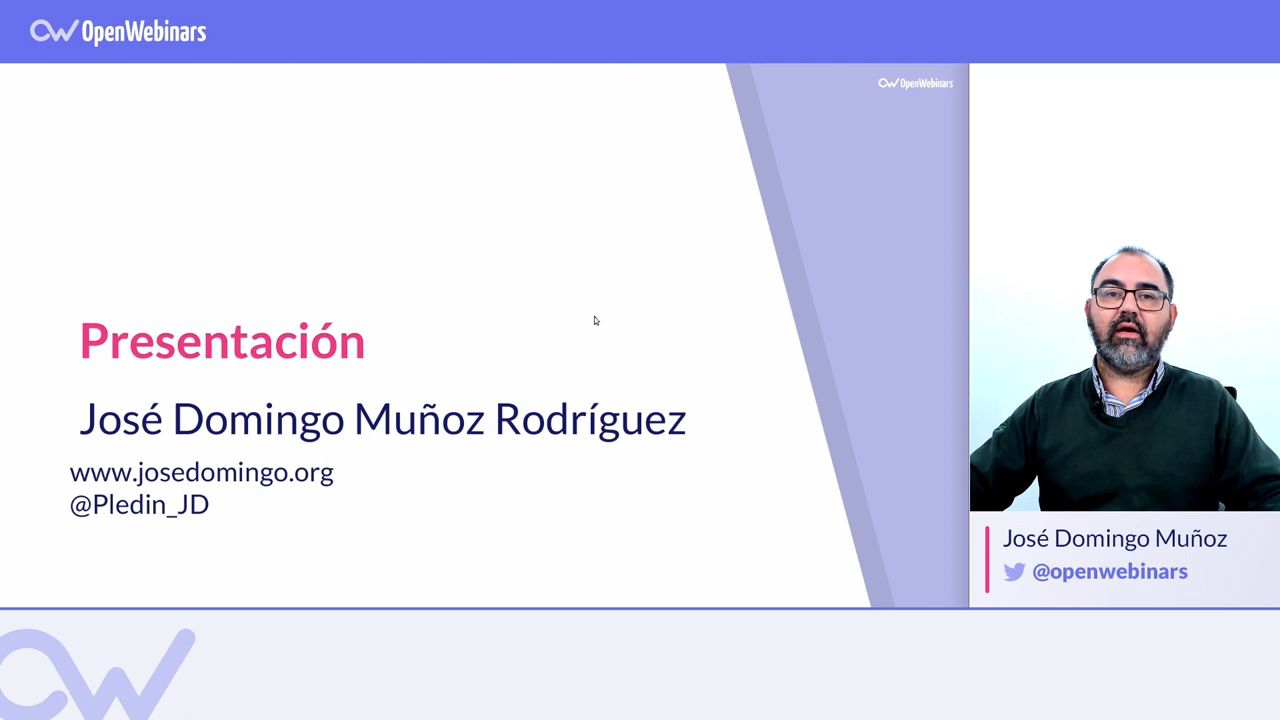 OpenWebinars
OpenWebinars
Presentación
José Domingo Muñoz Rodríguez
www.josedomingo.org
@Pledin_JD
José Domingo Muñoz
@openwebinars